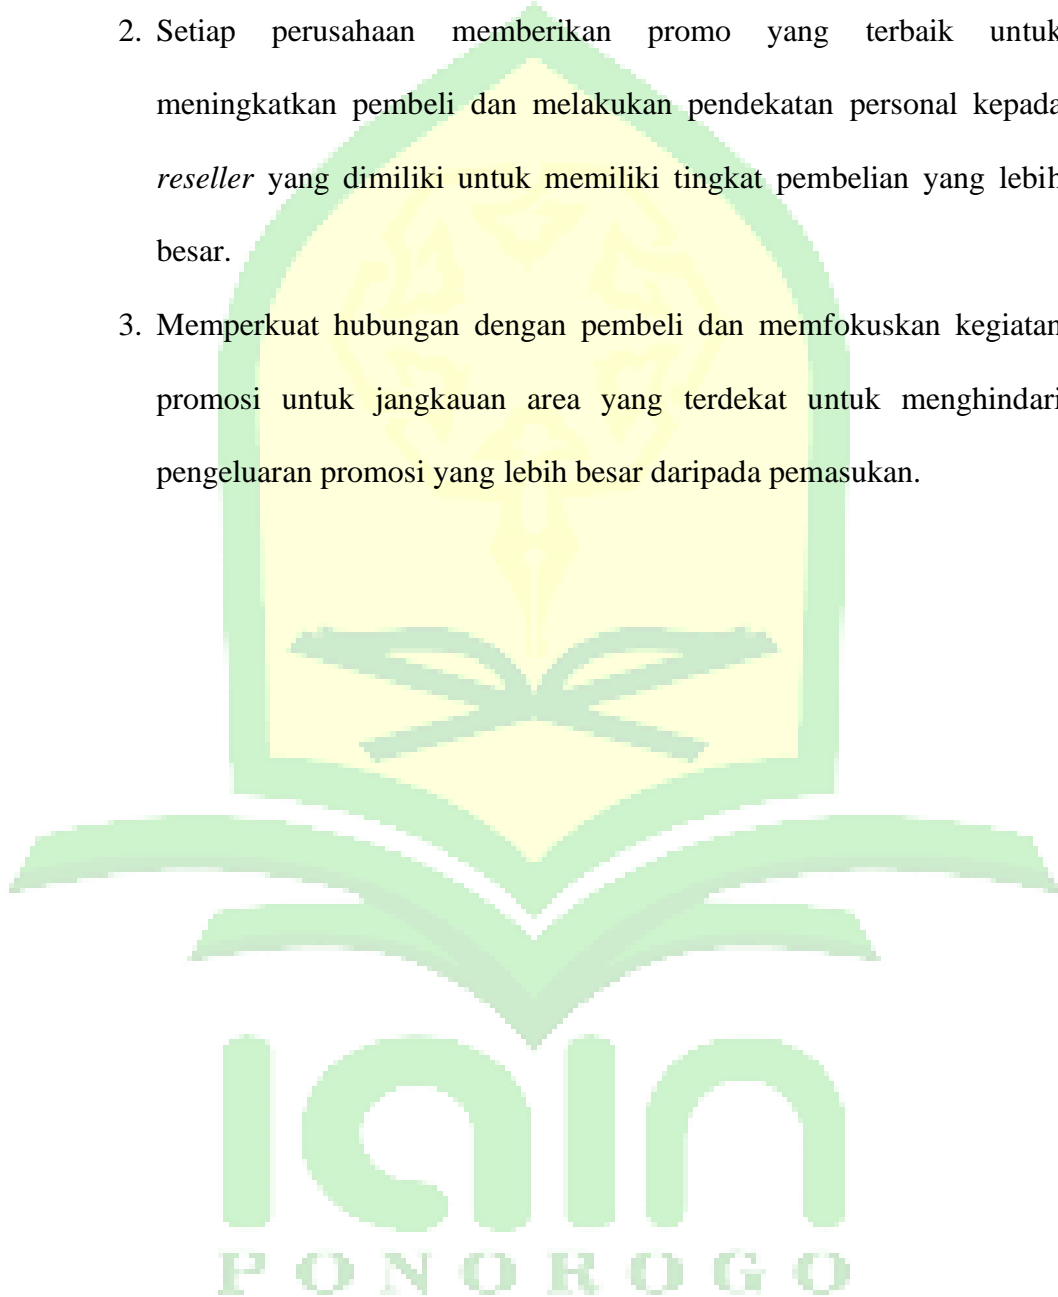 2. Setiap perusahaan memberikan promo yang terbaik untuk
meningkatkan pembeli dan melakukan pendekatan personal kepada
reseller yang dimiliki untuk memiliki tingkat pembelian yang lebih
besar.
3. Memperkuat hubungan dengan pembeli dan memfokuskan kegiatan
promosi untuk jangkauan area yang terdekat untuk menghindari
pengeluaran promosi yang lebih besar daripada pemasukan.
IAIN
PONOROGO